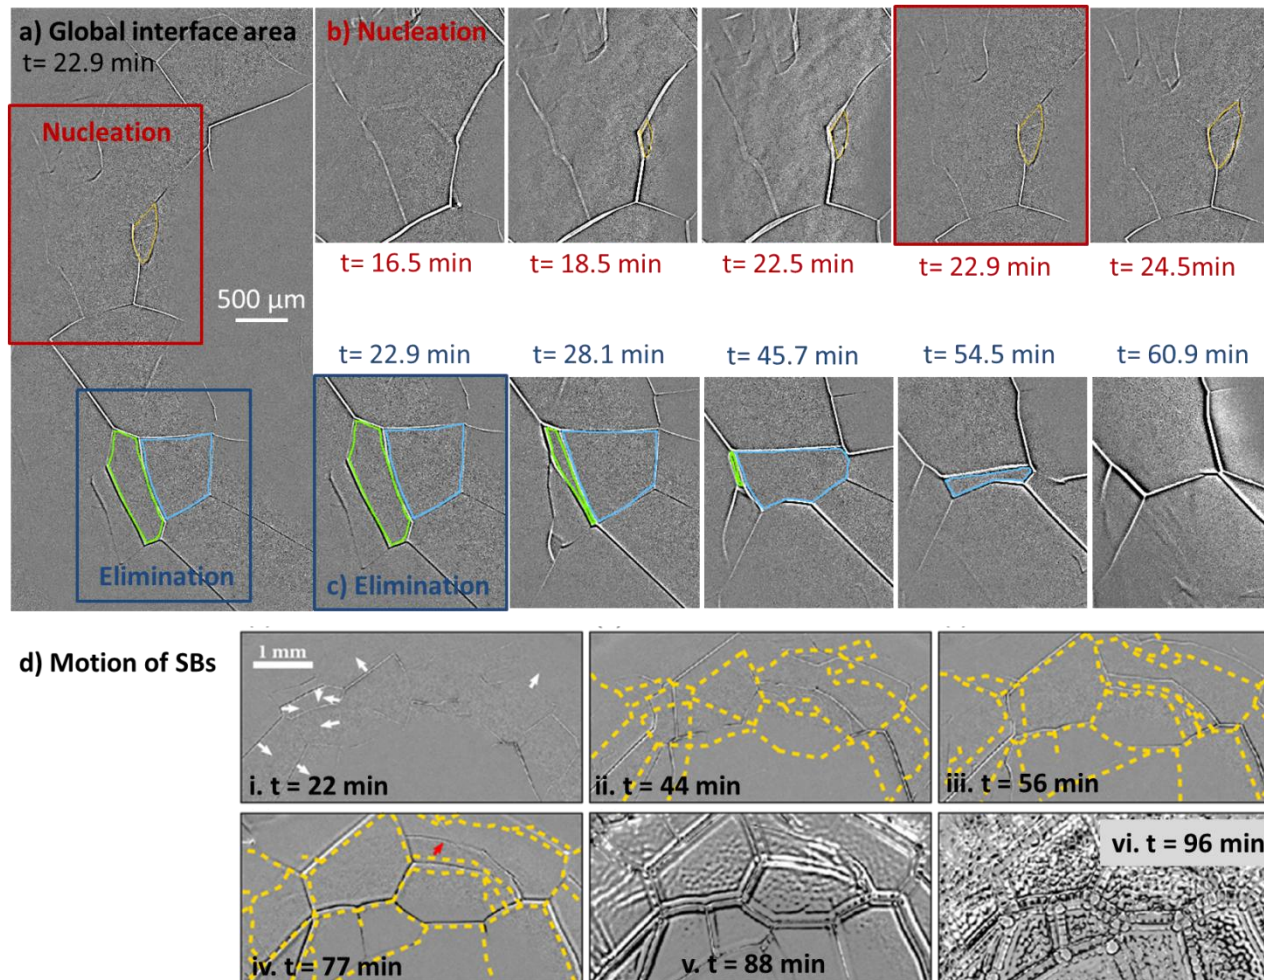 a) Global interface area
t= 22.9 min
Nucleation
500 µm
Elimination
b) Nucleation
t= 16.5 min
t= 18.5 min
t= 22.5 min
t= 22.9 min
t= 24.5min
t= 22.9 min
t= 28.1 min
t= 45.7 min
t= 54.5 min
t= 60.9 min
c) Elimination
d) Motion of SBs
1 mm
i. t = 22 min
ii. t = 44 min
iii. t = 56 min
iv. t = 77 min
v. t = 88 min
vi. t = 96 min